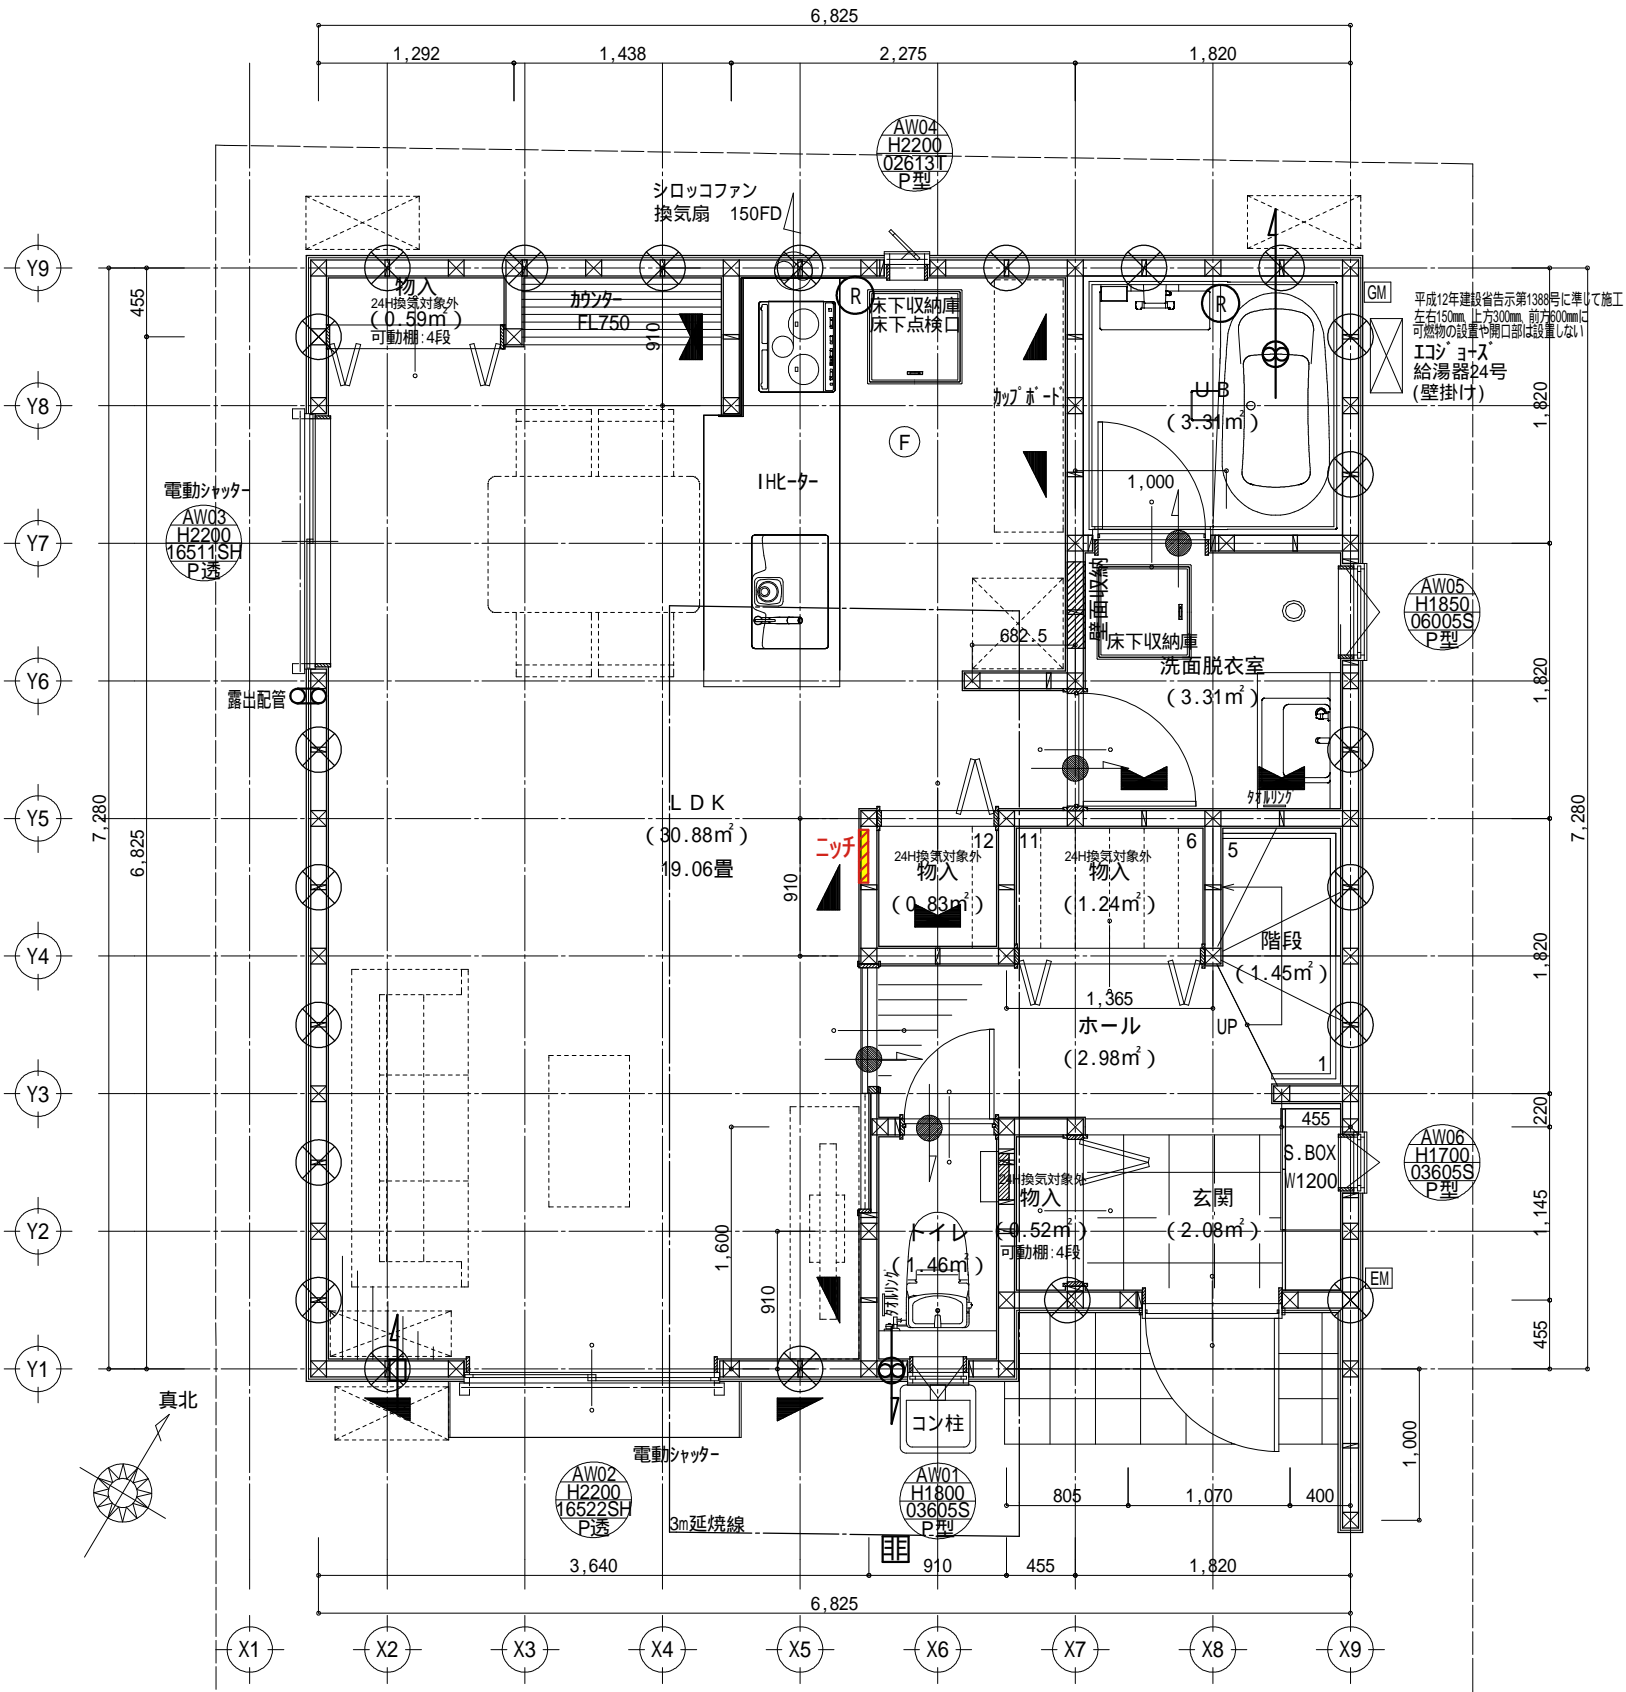 6,825
1,292
1,438
2,275
1,820
AW04
H2200
02613T
P型
シロッコファン
換気扇 150FD
Y9
455
物入
24H換気対象外
(0.59㎡)
可動棚:4段
カウンター
FL750
910
R
床下収納庫
床下点検口
R
GM
平成12年建設省告示第1388号に準じて施工
左右150mm、上方300mm、前方600mmに
可燃物の設置や開口部は設置しない
エコジョーズ
給湯器24号
(壁掛け)
Y8
カップボード
UB
(3.31㎡)
1,820
F
IHヒーター
1,000
電動シャッター
AW03
H2200
16511SH
P透
Y7
壁面収納
床下収納庫
682.5
洗面脱衣室
(3.31㎡)
AW05
H1850
06005S
P型
Y6
露出配管
1,820
タオルリング
Y5
7,280
6,825
LDK
(30.88㎡)
19.06畳
ニッチ
910
12
24H換気対象外
物入
(0.83㎡)
11
6
24H換気対象外
物入
(1.24㎡)
5
7,280
Y4
階段
(1.45㎡)
1,820
1,365
ホール
(2.98㎡)
UP
1
Y3
220
455
S.BOX
W1200
AW06
H1700
03605S
P型
24H換気対象外
物入
(0.52㎡)
可動棚:4段
玄関
(2.08㎡)
1,145
Y2
1,600
910
トイレ
(1.46㎡)
タオルリング
EM
455
Y1
真北
コン柱
1,000
電動シャッター
AW02
H2200
16522SH
P透
AW01
H1800
03605S
P型
805
1,070
400
3m延焼線
3,640
910
455
1,820
6,825
X1
X2
X3
X4
X5
X6
X7
X8
X9